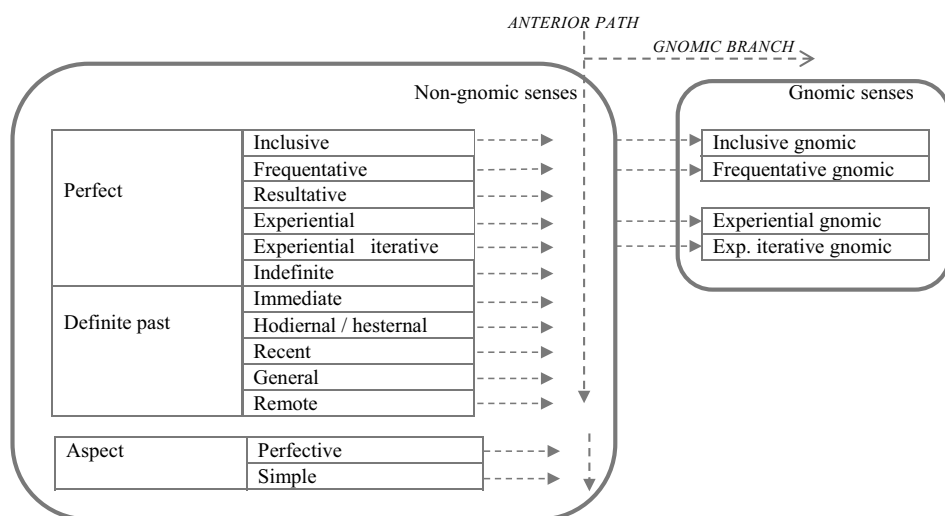 ANTERIOR PATH
GNOMIC BRANCH
Non-gnomic senses
Gnomic senses
Perfect
Inclusive
Frequentative
Resultative
Experiential
Experiential iterative
Indefinite
Definite past
Immediate
Hodiernal / hesternal
Recent
General
Remote
Aspect
Perfective
Simple
Inclusive gnomic
Frequentative gnomic
Experiential gnomic
Exp. iterative gnomic